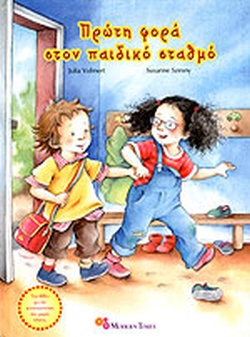 Πρώτη φορά
στον παιδικό σταθμό
Julia Volmert
Susanne Szesny
MODERN TIMES